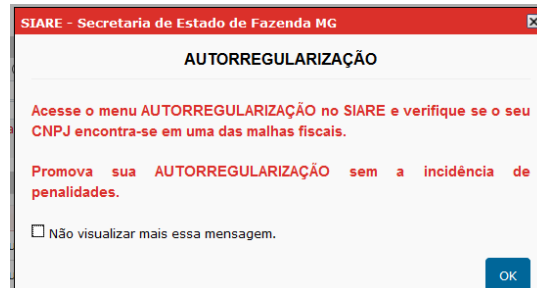 SIARE - Secretaria de Estado de Fazenda MG
AUTORREGULARIZAÇÃO
Acesse o menu AUTORREGULARIZAÇÃO no SIARE e verifique se o seu
CNPJ encontra-se em uma das malhas fiscais.
Promova sua AUTORREGULARIZAÇÃO sem a incidência de
penalidades.
Não visualizar mais essa mensagem.
OK